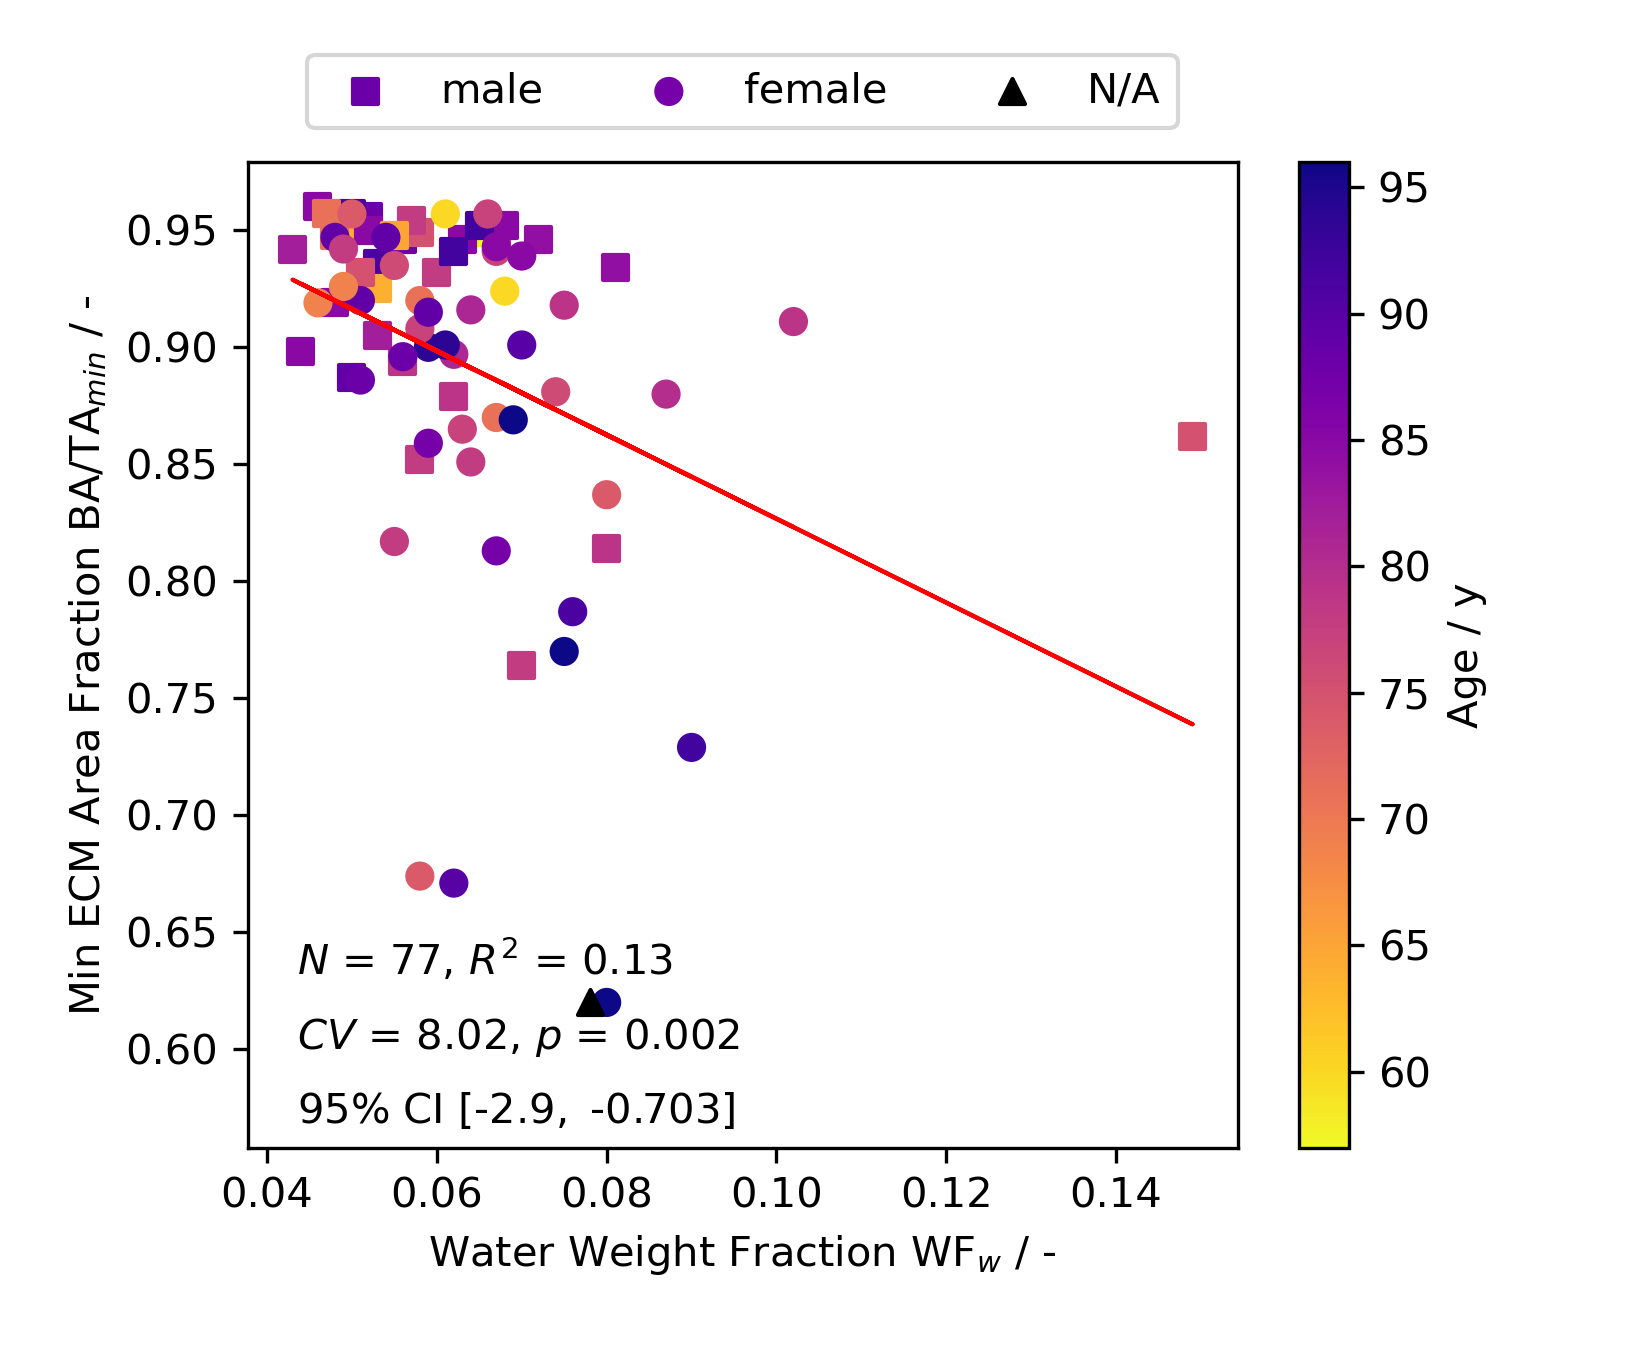 male female N/A
0.95
0.90
0.85
0.80
0.75
0.70
0.65
0.60
Min ECM Area Fraction BA/TA_min / -
N = 77, R² = 0.13
CV = 8.02, p = 0.002
95% CI [-2.9, -0.703]
0.04 0.06 0.08 0.10 0.12 0.14
Water Weight Fraction WF_w / -
95
90
85
80
75
70
65
60
Age / y